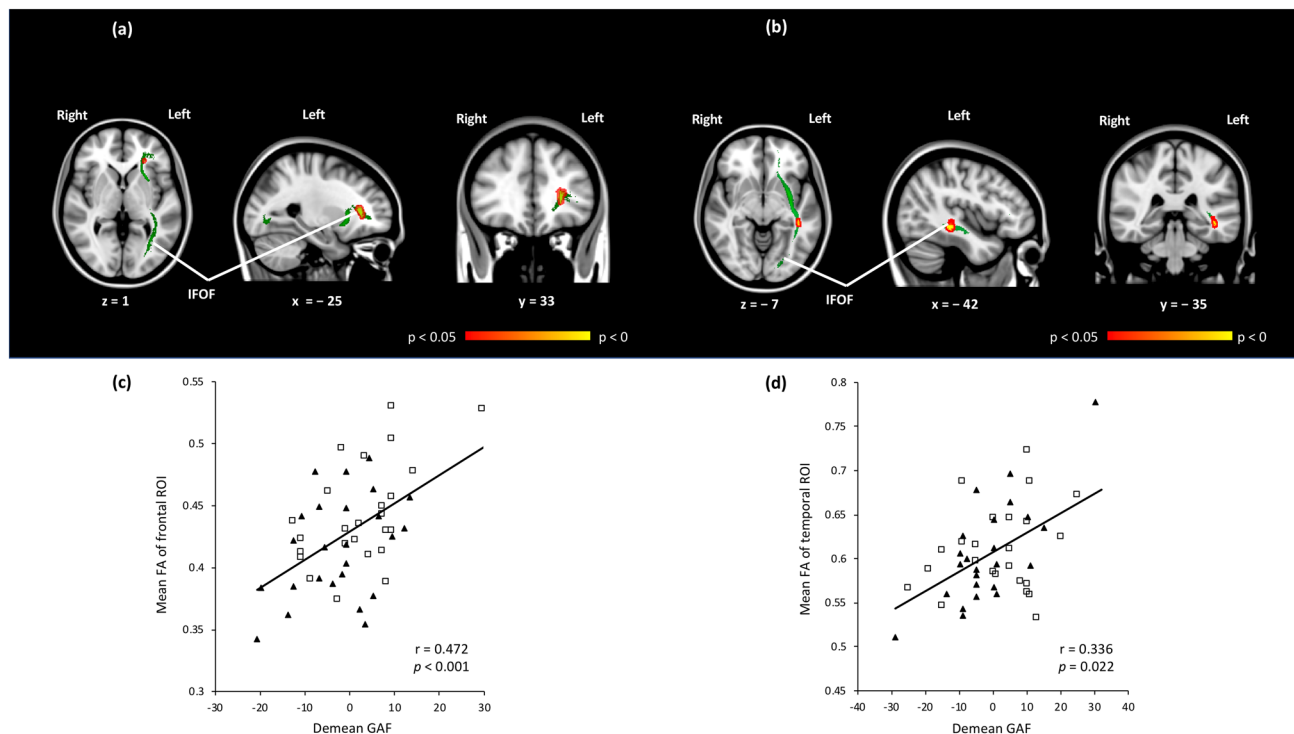 (a)
(b)
Right Left Left Right Left
Right Left Left Right Left
IFOF
IFOF
z = 1 x = – 25 y = 33
z = – 7 x = – 42 y = – 35
p < 0.05 p < 0
p < 0.05 p < 0
(c)
0.55
0.5
0.45
0.4
0.35
0.3
Mean FA of frontal ROI
r = 0.472
p < 0.001
-30 -20 -10 0 10 20 30
Demean GAF
(d)
0.8
0.75
0.7
0.65
0.6
0.55
0.5
0.45
Mean FA of temporal ROI
r = 0.336
p = 0.022
-40 -30 -20 -10 0 10 20 30 40
Demean GAF